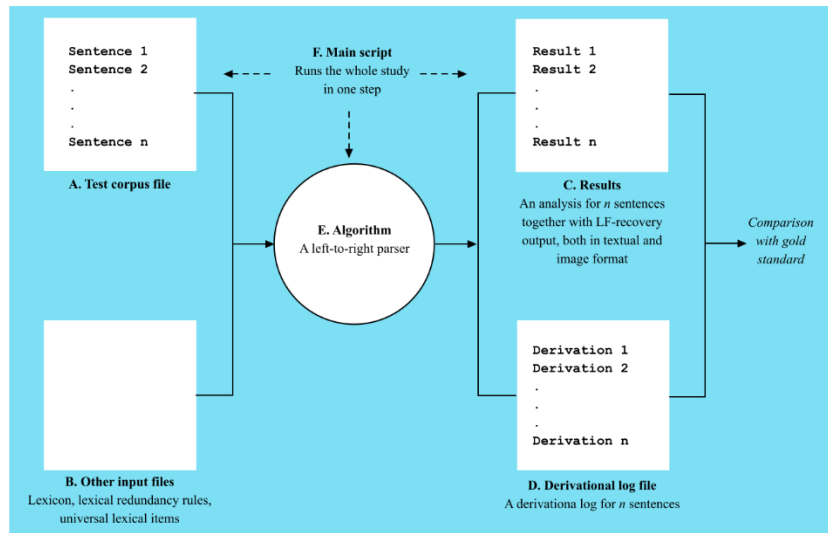 Sentence 1
Sentence 2
.
.
.
Sentence n
A. Test corpus file
F. Main script
Runs the whole study
in one step
Result 1
Result 2
.
.
.
Result n
C. Results
An analysis for n sentences
together with LF-recovery
output, both in textual and
image format
E. Algorithm
A left-to-right parser
Comparison
with gold
standard
B. Other input files
Lexicon, lexical redundancy rules,
universal lexical items
Derivation 1
Derivation 2
.
.
.
Derivation n
D. Derivational log file
A derivationa log for n sentences